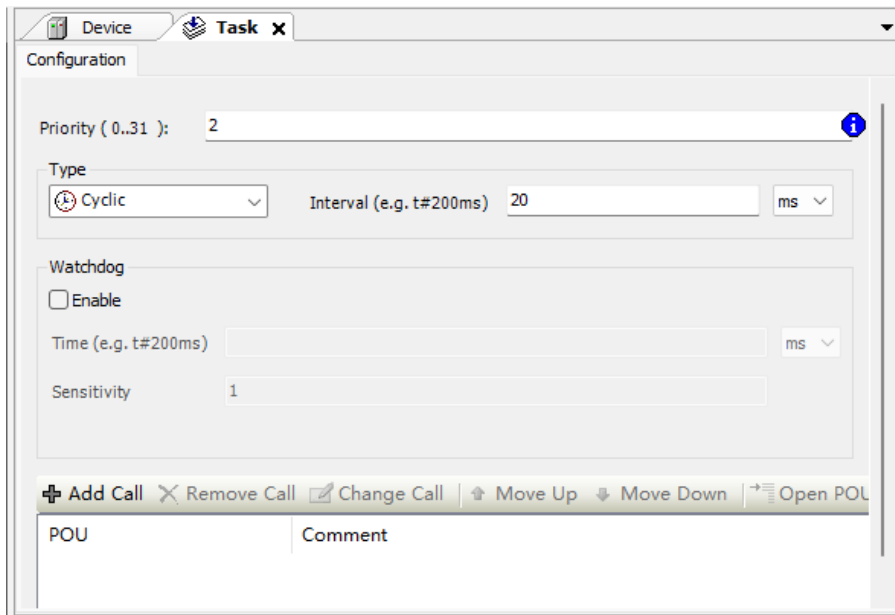 Device Task
Configuration
Priority ( 0..31 ): 2
Type
Cyclic Interval (e.g. t#200ms) 20 ms
Watchdog
Enable
Time (e.g. t#200ms) ms
Sensitivity 1
Add Call Remove Call Change Call Move Up Move Down Open POU
POU Comment